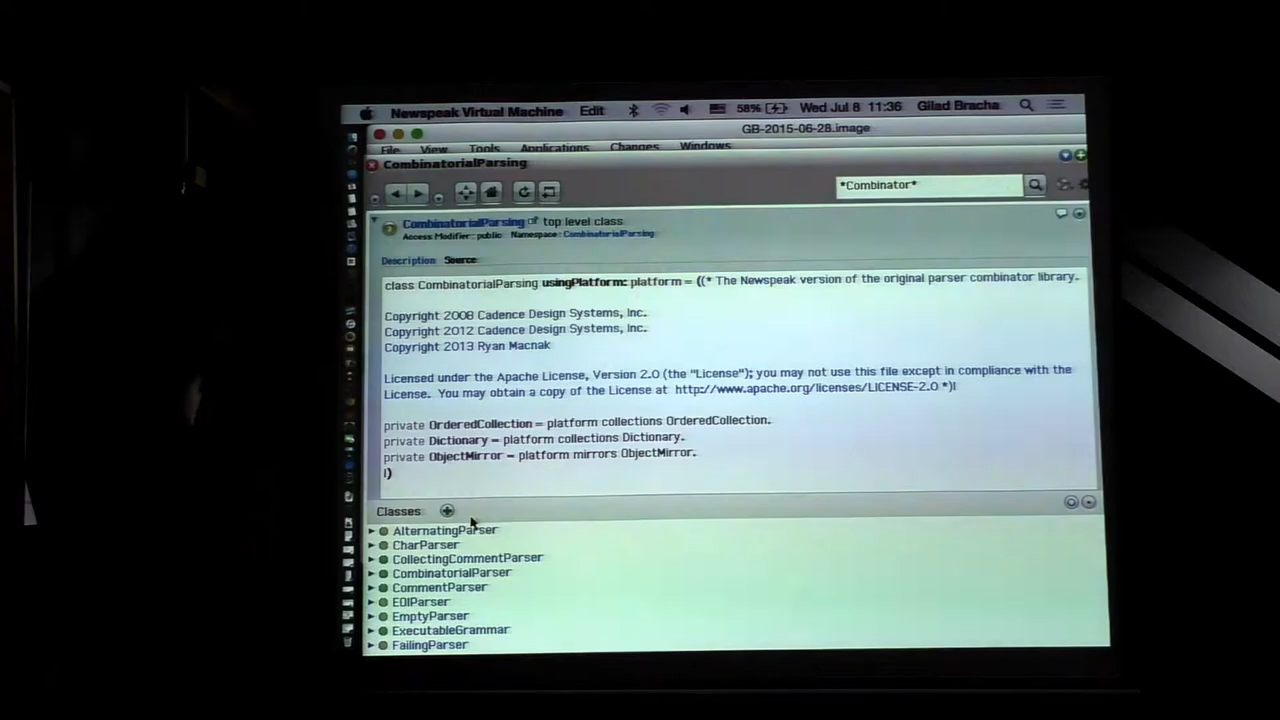 Newspeak Virtual Machine Edit 58% Wed Jul 8 11:36 Gilad Bracha
GB-2015-06-28.image
File View Tools Applications Changes Windows
CombinatorialParsing
*Combinator*
CombinatorialParsing top level class
Access Modifier: public Namespace: CombinatorialParsing
Description Source
class CombinatorialParsing usingPlatform: platform = ((* The Newspeak version of the original parser combinator library.
Copyright 2008 Cadence Design Systems, Inc.
Copyright 2012 Cadence Design Systems, Inc.
Copyright 2013 Ryan Macnak
Licensed under the Apache License, Version 2.0 (the "License"); you may not use this file except in compliance with the
License. You may obtain a copy of the License at http://www.apache.org/licenses/LICENSE-2.0 *)|
private OrderedCollection = platform collections OrderedCollection.
private Dictionary = platform collections Dictionary.
private ObjectMirror = platform mirrors ObjectMirror.
|)
Classes
AlternatingParser
CharParser
CollectingCommentParser
CombinatorialParser
CommentParser
EOIParser
EmptyParser
ExecutableGrammar
FailingParser